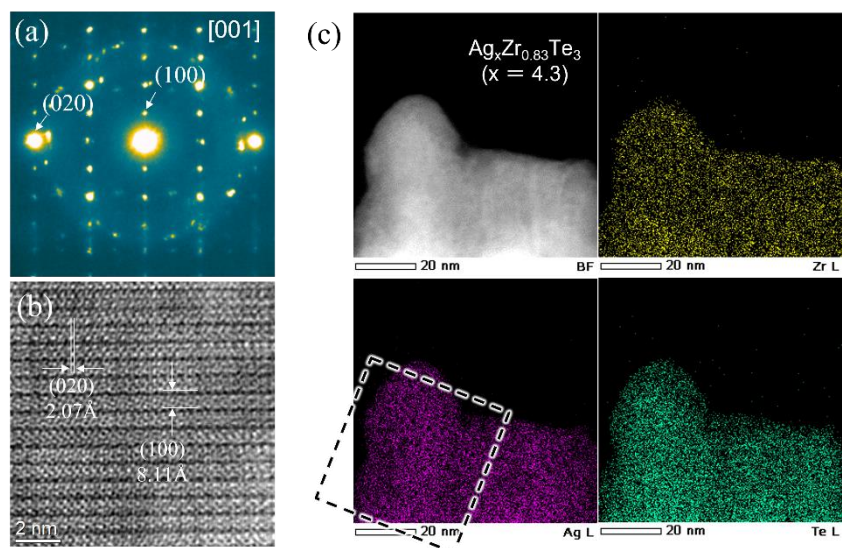 (a)
[001]
(100)
(020)
(b)
(020)
2.07Å
(100)
8.11Å
2 nm
(c)
AgₓZr₀.₈₃Te₃
(x = 4.3)
20 nm
BF
20 nm
Zr L
20 nm
Ag L
20 nm
Te L